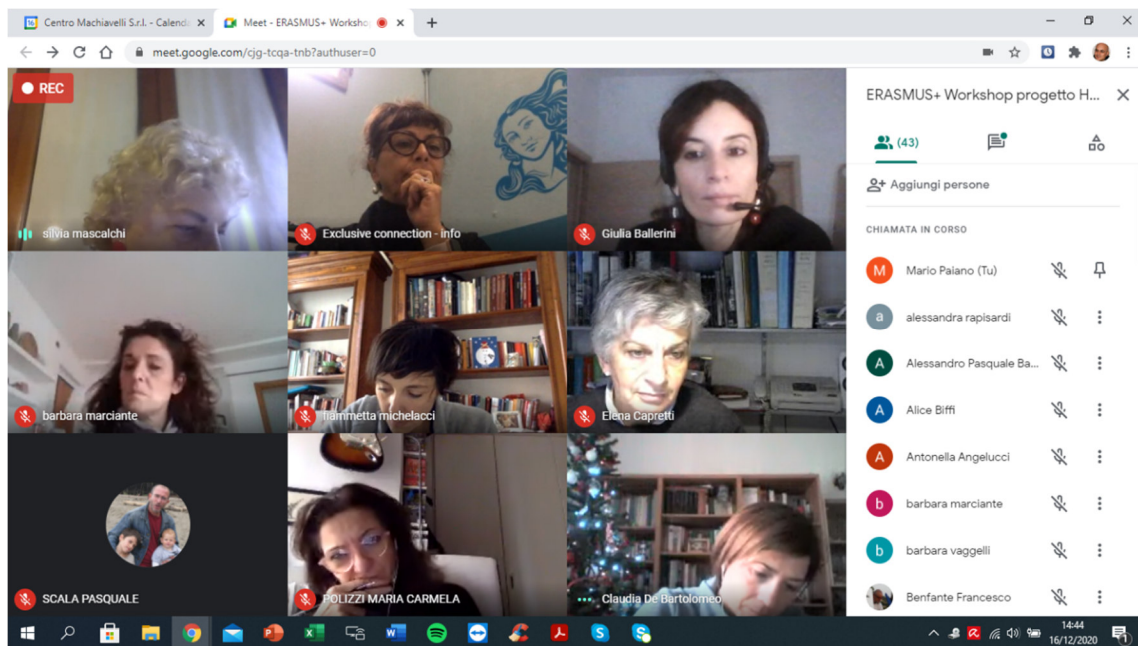 Centro Machiavelli S.r.l. - Calenda
Meet - ERASMUS+ Workshop
meet.google.com/cjg-tcqa-tnb?authuser=0
REC
silvia mascalchi
Exclusive connection - info
Giulia Ballerini
barbara marciante
fiammetta michelacci
Elena Capretti
SCALA PASQUALE
POLIZZI MARIA CARMELA
Claudia De Bartolomeo
ERASMUS+ Workshop progetto H...
(43)
Aggiungi persone
CHIAMATA IN CORSO
M Mario Paiano (Tu)
a alessandra rapisardi
A Alessandro Pasquale Ba...
A Alice Biffi
A Antonella Angelucci
b barbara marciante
b barbara vaggelli
Benfante Francesco
14:44
16/12/2020